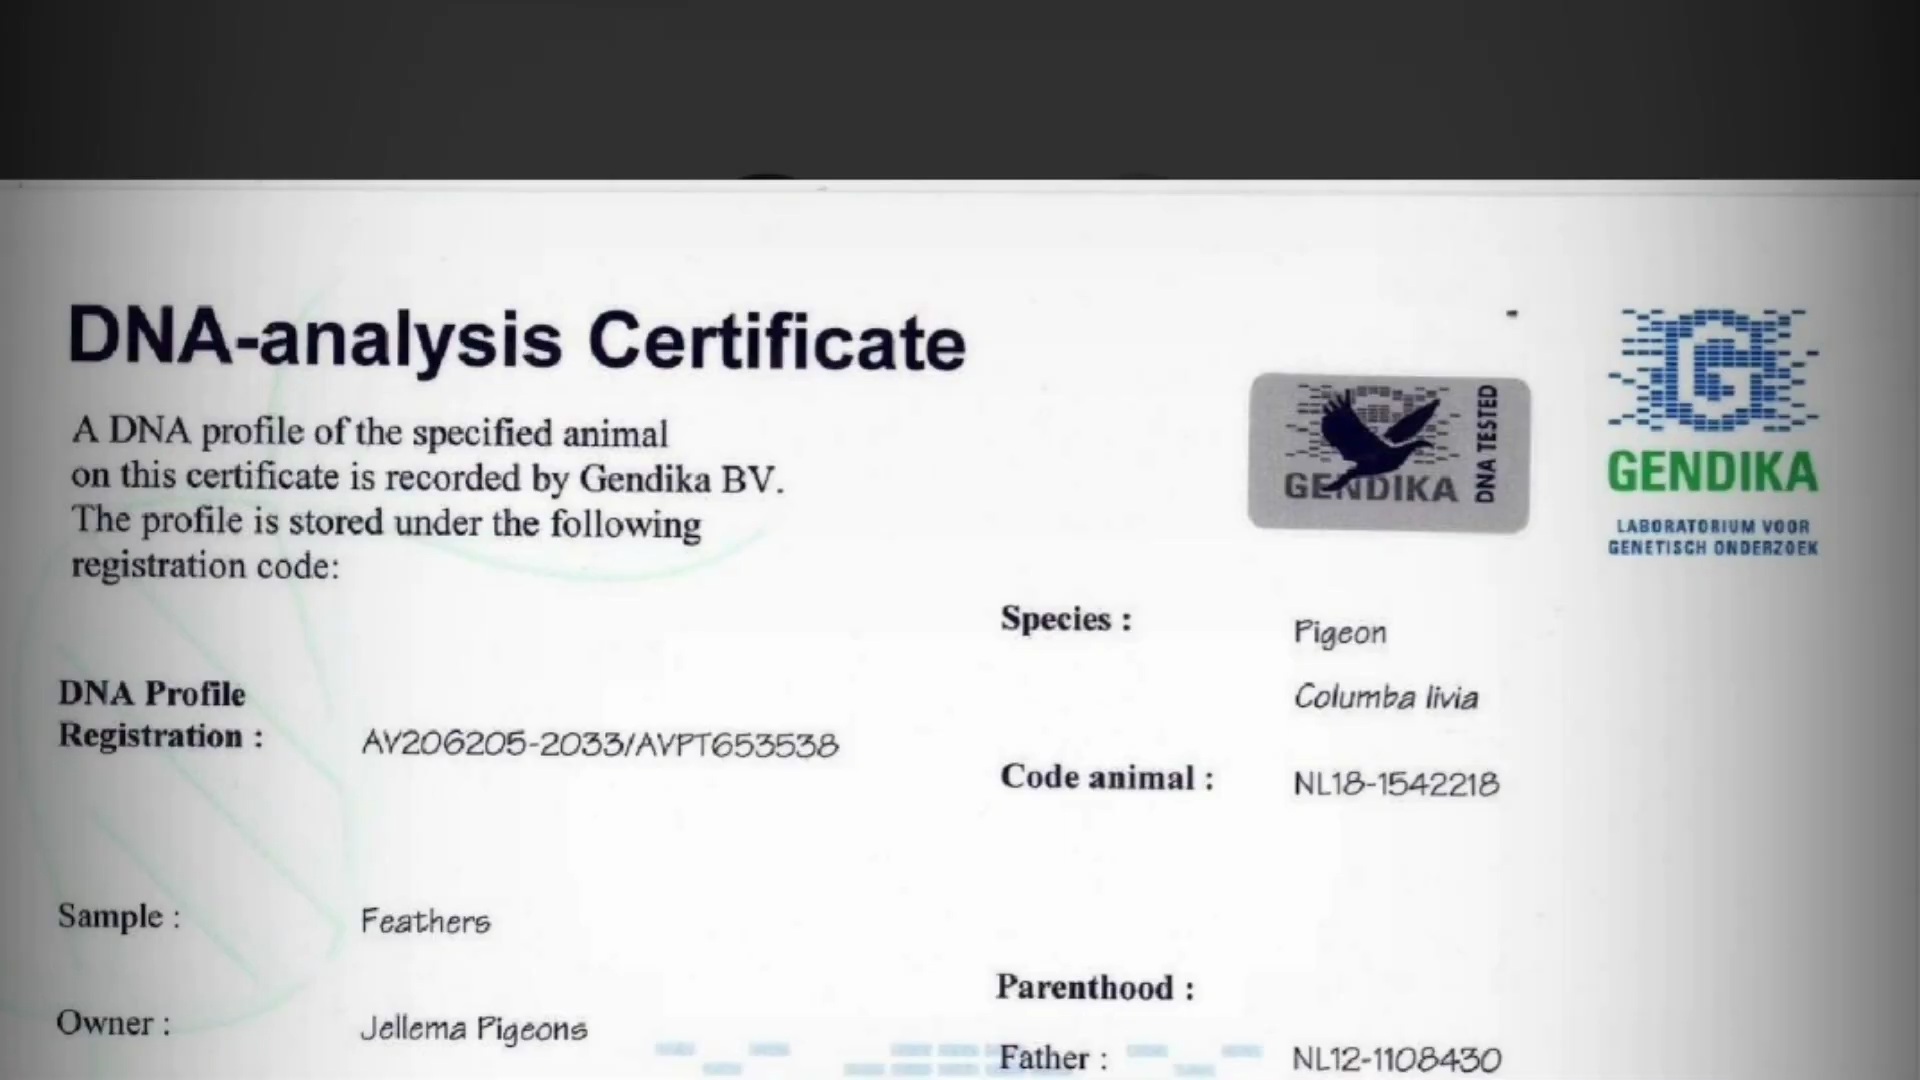 DNA-analysis Certificate
A DNA profile of the specified animal
on this certificate is recorded by Gendika BV.
The profile is stored under the following
registration code:
GENDIKA
DNA TESTED
GENDIKA
LABORATORIUM VOOR
GENETISCH ONDERZOEK
Species : Pigeon
Columba livia
DNA Profile
Registration : AV206205-2033/AVPT653538
Code animal : NL18-1542218
Sample : Feathers
Parenthood :
Owner : Jellema Pigeons
Father : NL12-1108430